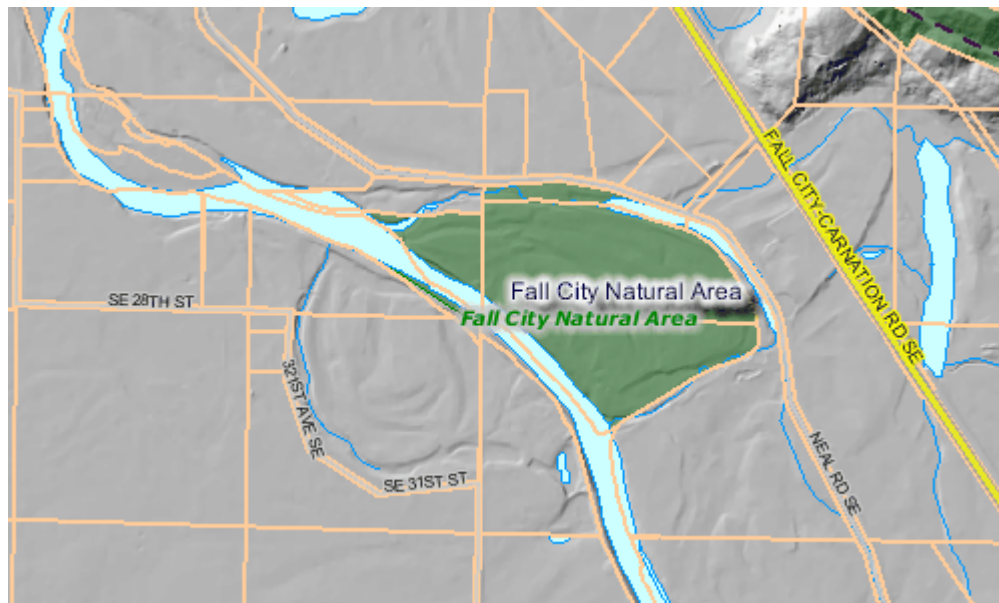 FALL CITY-CARNATION RD SE
Fall City Natural Area
SE 28TH ST
Fall City Natural Area
321ST AVE SE
NEAL RD SE
SE 31ST ST